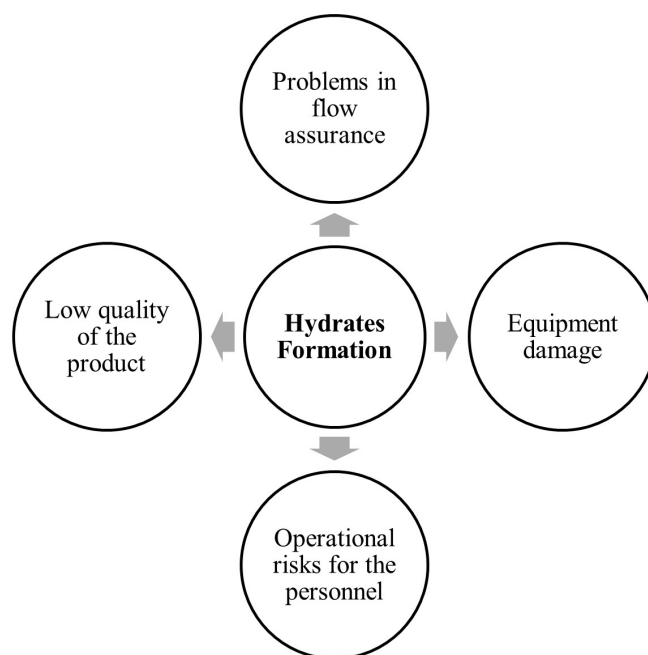 Problems in
flow
assurance
Low quality
of the
product
Hydrates
Formation
Equipment
damage
Operational
risks for the
personnel